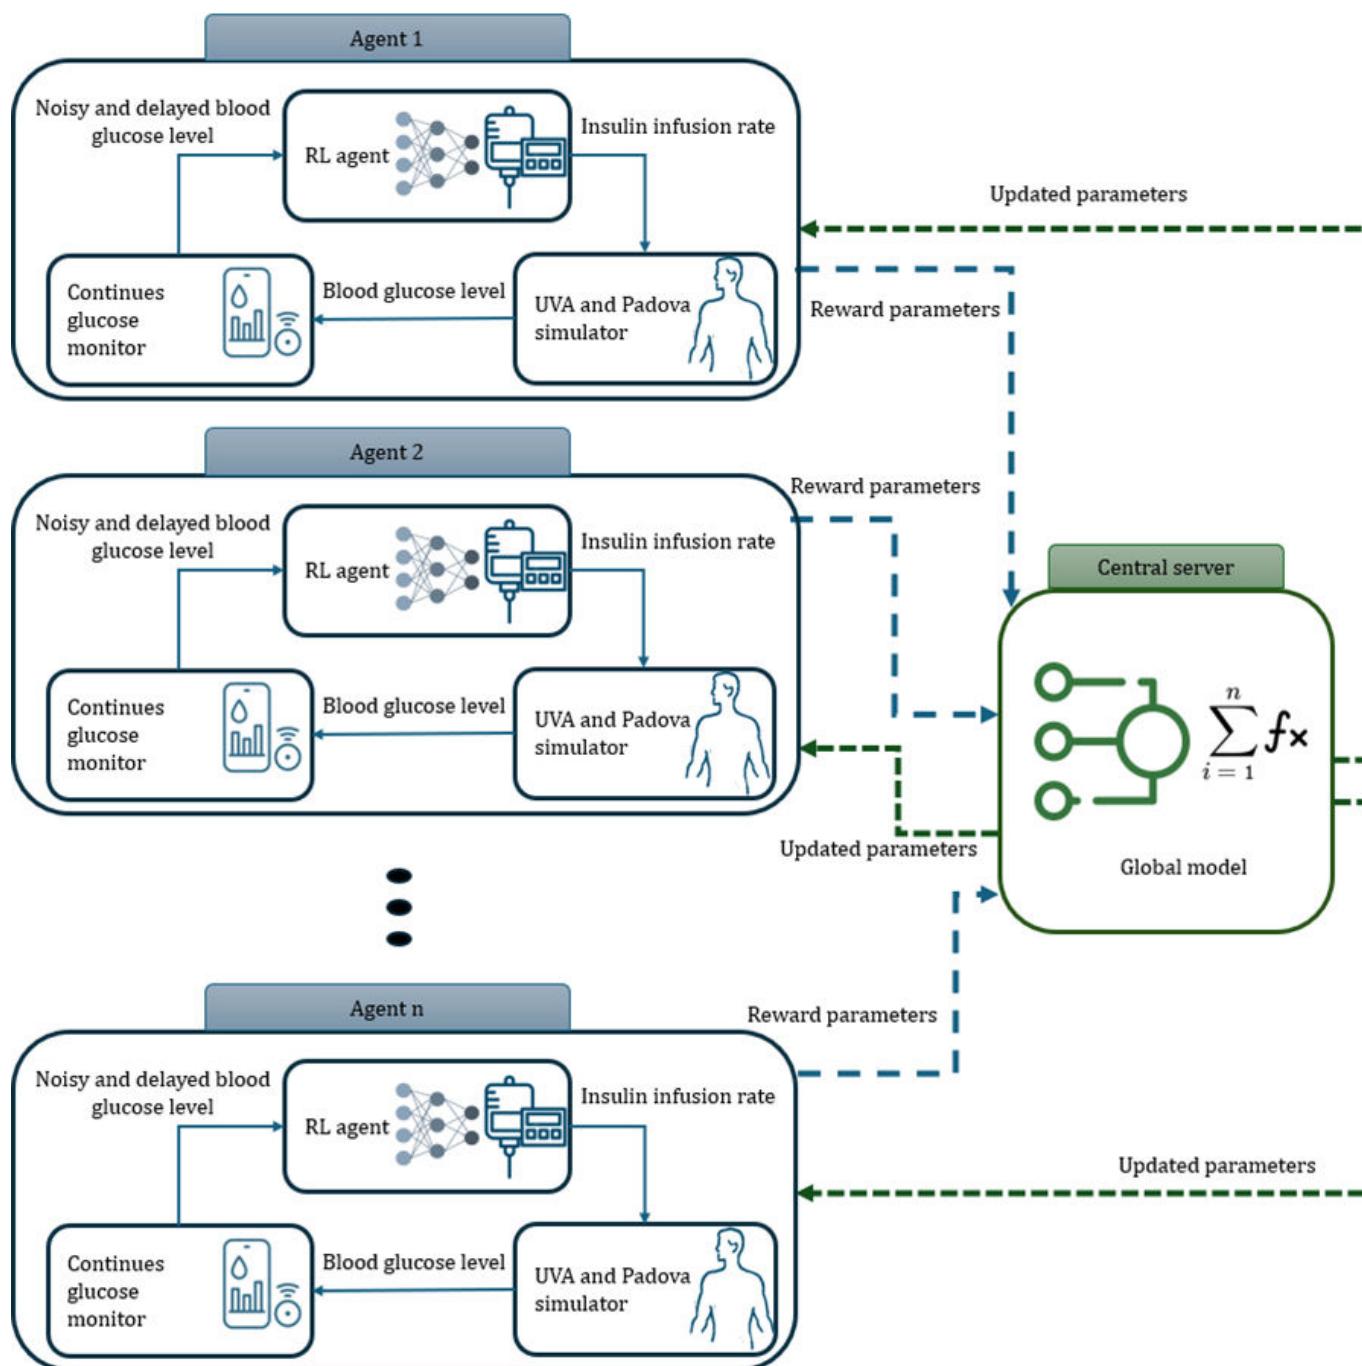 Agent 1
Noisy and delayed blood
glucose level
RL agent
Insulin infusion rate
Continues
glucose
monitor
Blood glucose level
UVA and Padova
simulator
Updated parameters
Reward parameters
Agent 2
Noisy and delayed blood
glucose level
RL agent
Insulin infusion rate
Continues
glucose
monitor
Blood glucose level
UVA and Padova
simulator
Reward parameters
Updated parameters
Central server
n
∑ fx
i = 1
Global model
Agent n
Noisy and delayed blood
glucose level
RL agent
Insulin infusion rate
Continues
glucose
monitor
Blood glucose level
UVA and Padova
simulator
Reward parameters
Updated parameters